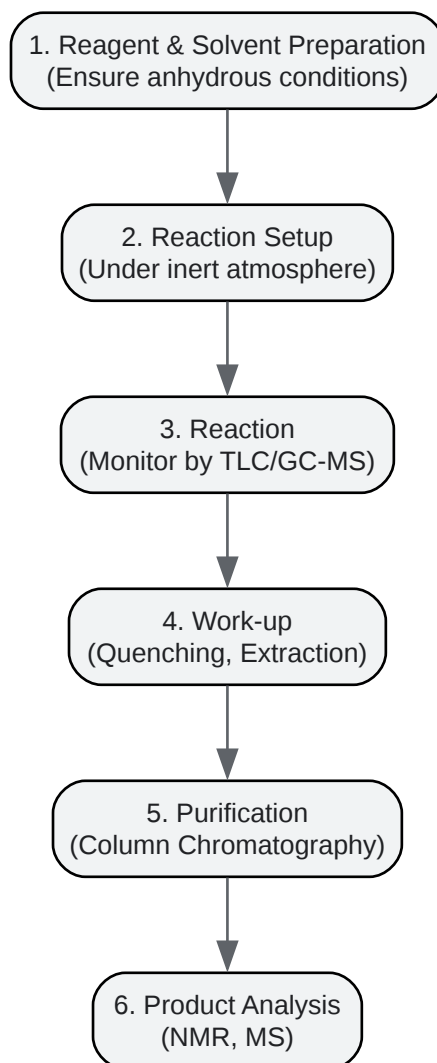 1. Reagent & Solvent Preparation
(Ensure anhydrous conditions)
2. Reaction Setup
(Under inert atmosphere)
3. Reaction
(Monitor by TLC/GC-MS)
4. Work-up
(Quenching, Extraction)
5. Purification
(Column Chromatography)
6. Product Analysis
(NMR, MS)